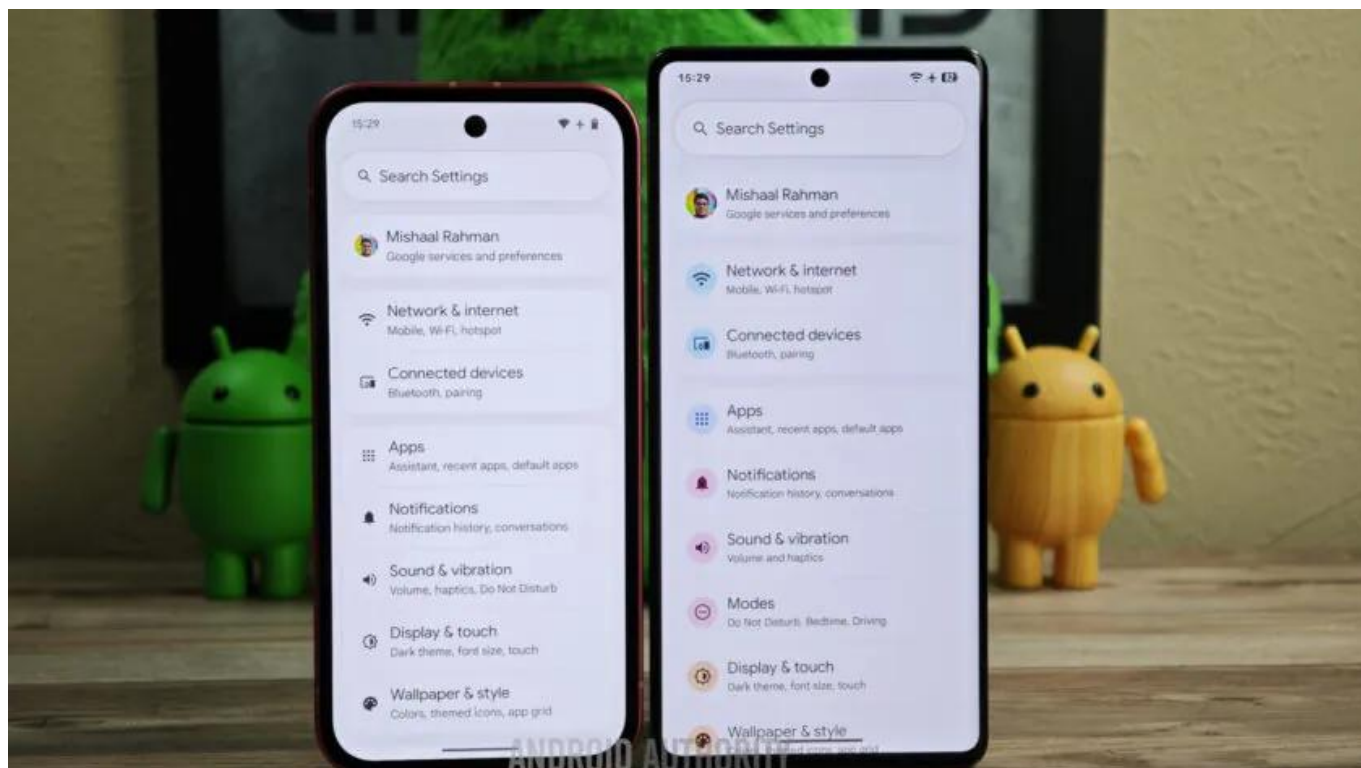 15:29
Search Settings
Mishaal Rahman
Google services and preferences
Network & internet
Mobile, Wi-Fi, hotspot
Connected devices
Bluetooth, pairing
Apps
Assistant, recent apps, default apps
Notifications
Notification history, conversations
Sound & vibration
Volume, haptics, Do Not Disturb
Display & touch
Dark theme, font size, touch
Wallpaper & style
Colors, themed icons, app grid
15:29
82
Search Settings
Mishaal Rahman
Google services and preferences
Network & internet
Mobile, Wi-Fi, hotspot
Connected devices
Bluetooth, pairing
Apps
Assistant, recent apps, default apps
Notifications
Notification history, conversations
Sound & vibration
Volume and haptics
Modes
Do Not Disturb, Bedtime, Driving
Display & touch
Dark theme, font size, touch
Wallpaper & style
icons, app grid
ANDROID AUTHORITY